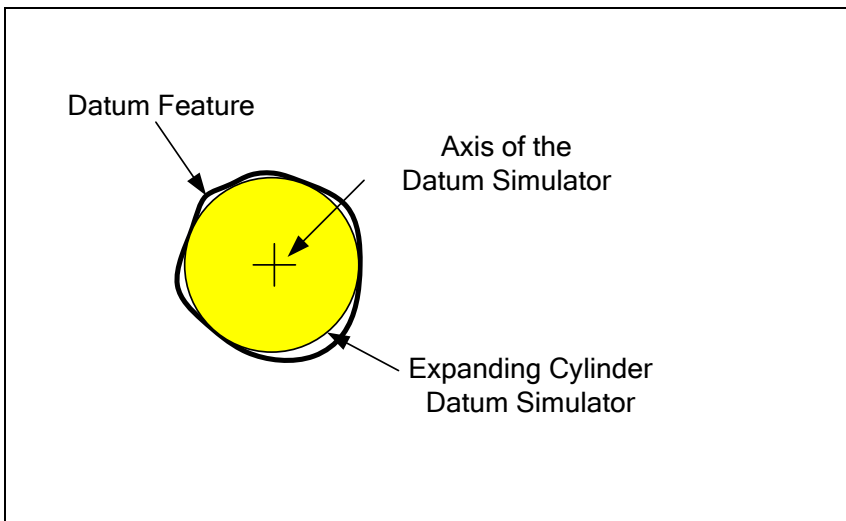 Datum Feature
Axis of the
Datum Simulator
Expanding Cylinder
Datum Simulator